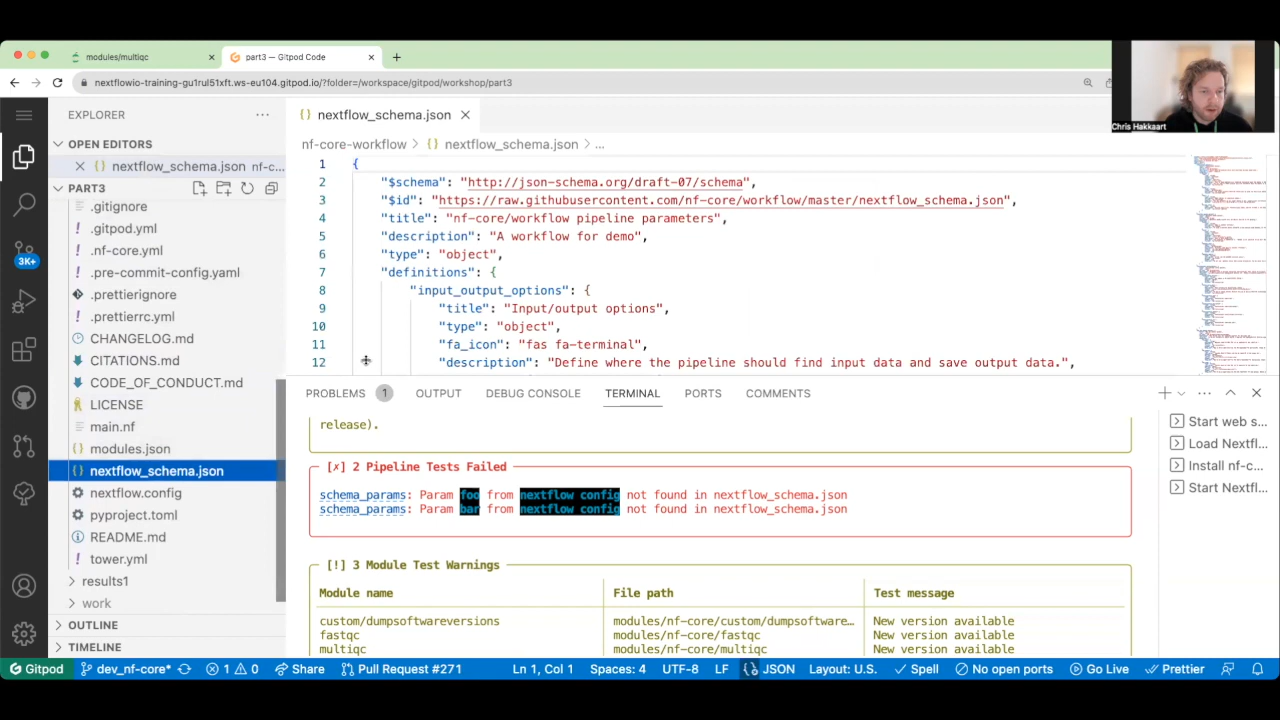 modules/multiqc
part3 — Gitpod Code
nextflowio-training-gu1rul51xft.ws-eu104.gitpod.io/?folder=/workspace/gitpod/workshop/part3
Chris Hakkaart
EXPLORER
OPEN EDITORS
nextflow_schema.json nf-c...
PART3
.gitignore
.gitpod.yml
.nf-core.yml
.pre-commit-config.yaml
.prettierignore
.prettierrc.yml
CHANGELOG.md
CITATIONS.md
CODE_OF_CONDUCT.md
LICENSE
main.nf
modules.json
nextflow_schema.json
nextflow.config
pyproject.toml
README.md
tower.yml
results1
work
OUTLINE
TIMELINE
3K+
nextflow_schema.json
nf-core-workflow > nextflow_schema.json > ...
1 {
2 "$schema": "http://json-schema.org/draft-07/schema",
3 "$id": "https://raw.githubusercontent.com/nf-core/workflow/master/nextflow_schema.json",
4 "title": "nf-core/workflow pipeline parameters",
5 "description": "workflow for demo",
6 "type": "object",
7 "definitions": {
8 "input_output_options": {
9 "title": "Input/output options",
10 "type": "object",
11 "fa_icon": "fas fa-terminal",
12 "description": "Define where the pipeline should find input data and save output data.",
PROBLEMS 1 OUTPUT DEBUG CONSOLE TERMINAL PORTS COMMENTS
release).
[✗] 2 Pipeline Tests Failed
schema_params: Param foo from nextflow config not found in nextflow_schema.json
schema_params: Param bar from nextflow config not found in nextflow_schema.json
[!] 3 Module Test Warnings
Module name File path Test message
custom/dumpsoftwareversions modules/nf-core/custom/dumpsoftware… New version available
fastqc modules/nf-core/fastqc New version available
multiqc modules/nf-core/multiqc New version available
Start web s...
Load Nextfl...
Install nf-c...
Start Nextfl...
Gitpod dev_nf-core* 1 0 Share Pull Request #271 Ln 1, Col 1 Spaces: 4 UTF-8 LF JSON Layout: U.S. Spell No open ports Go Live Prettier